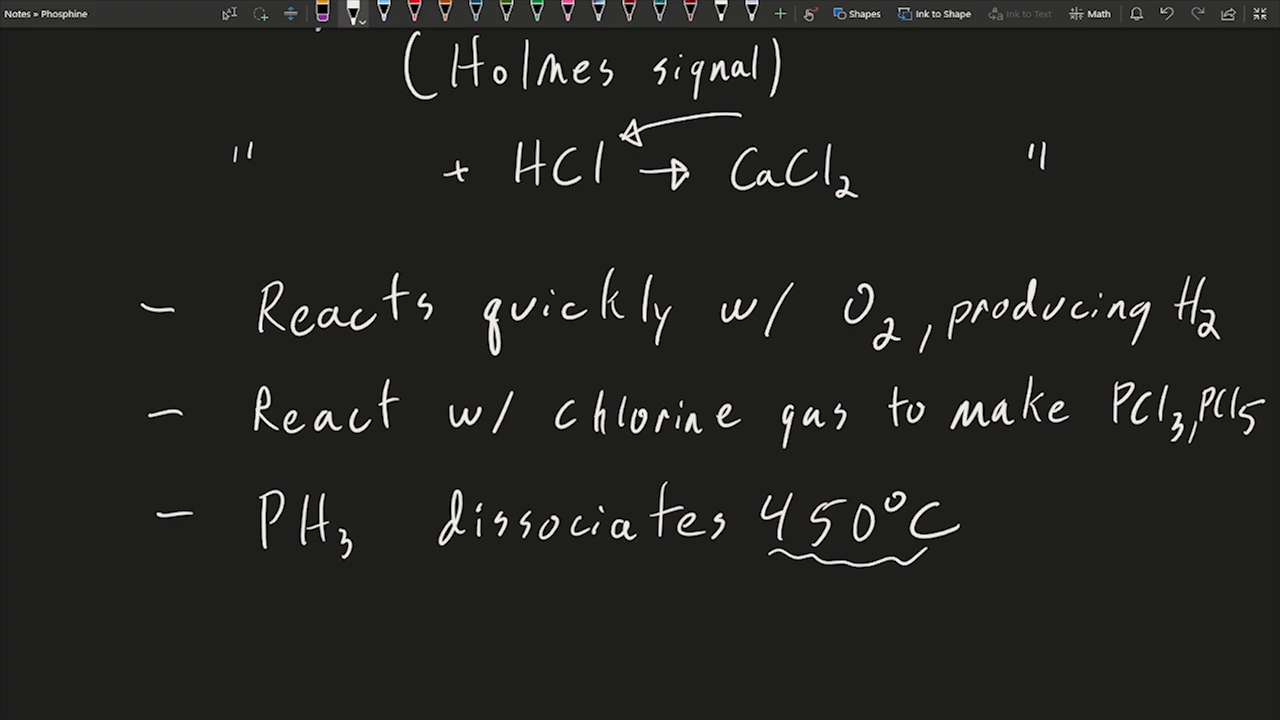 Notes » Phosphine Shapes Ink to Shape Ink to Text Math
(Holmes signal)
" + HCl → CaCl₂ "
- Reacts quickly w/ O₂, producing H₂
- React w/ chlorine gas to make PCl₃, PCl₅
- PH₃ dissociates 450°C